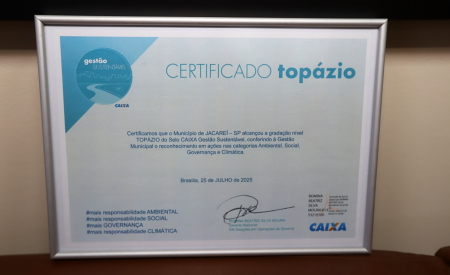 gestão
SUSTENTÁVEL
CAIXA
CERTIFICADO topázio
Certificamos que o Município de JACAREÍ – SP alcançou a gradação nível
TOPÁZIO do Selo CAIXA Gestão Sustentável, conferindo à Gestão
Municipal o reconhecimento em ações nas categorias Ambiental, Social,
Governança e Climática.
Brasília, 25 de JULHO de 2025
#mais responsabilidade AMBIENTAL
#mais responsabilidade SOCIAL
#mais GOVERNANÇA
#mais responsabilidade CLIMÁTICA
CAIXA